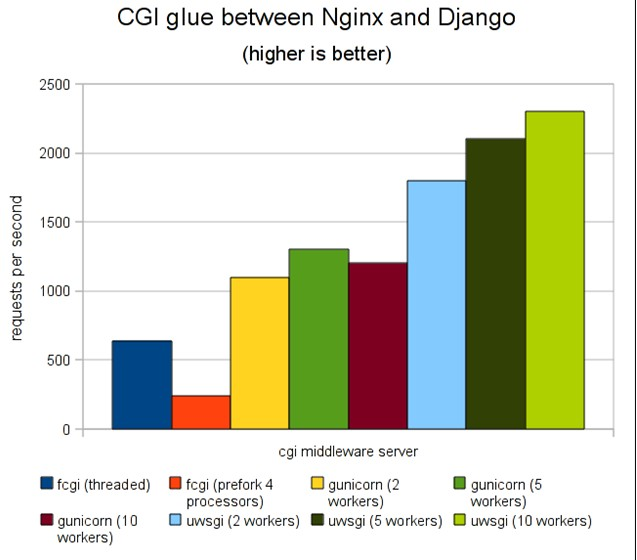 CGI glue between Nginx and Django
(higher is better)
2500
2000
1500
1000
500
0
requests per second
cgi middleware server
fcgi (threaded)
fcgi (prefork 4
processors)
gunicorn (2
workers)
gunicorn (5
workers)
gunicorn (10
workers)
uwsgi (2 workers)
uwsgi (5 workers)
uwsgi (10 workers)